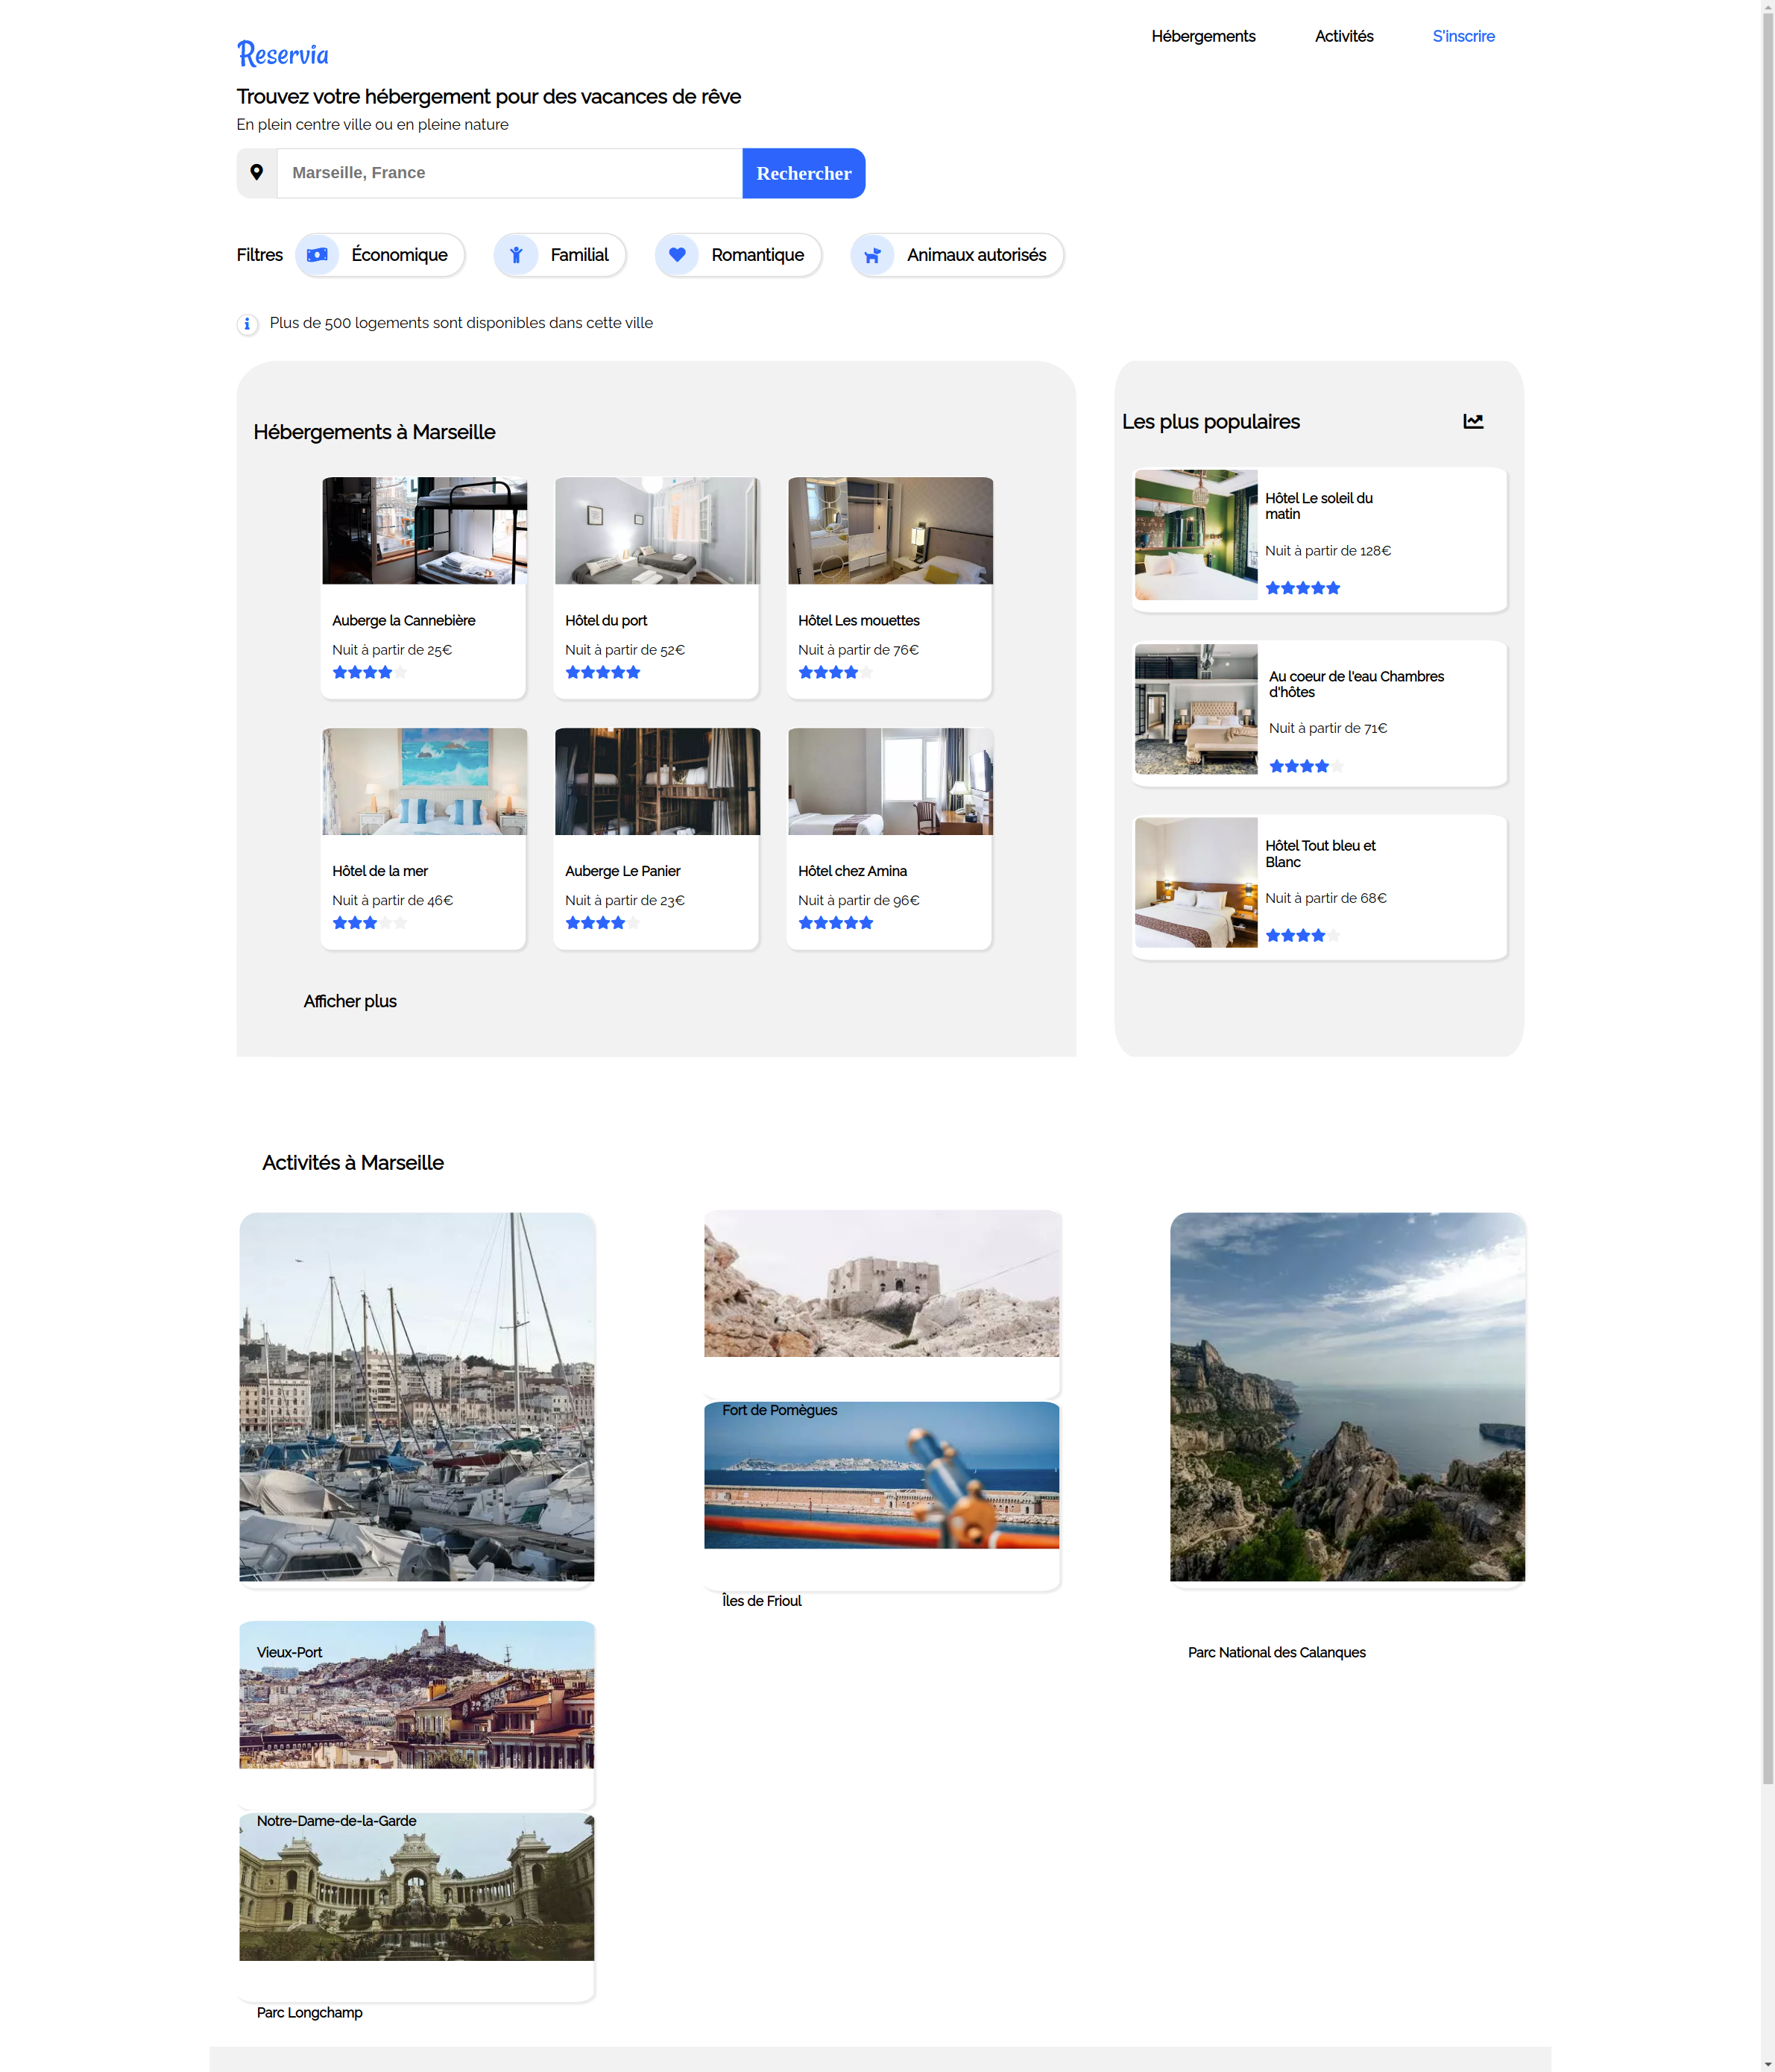 Reservia
Hébergements
Activités
S'inscrire
Trouvez votre hébergement pour des vacances de rêve
En plein centre ville ou en pleine nature
Marseille, France
Rechercher
Filtres
Économique
Familial
Romantique
Animaux autorisés
Plus de 500 logements sont disponibles dans cette ville
Hébergements à Marseille
Auberge la Cannebière
Nuit à partir de 25€
Hôtel du port
Nuit à partir de 52€
Hôtel Les mouettes
Nuit à partir de 76€
Hôtel de la mer
Nuit à partir de 46€
Auberge Le Panier
Nuit à partir de 23€
Hôtel chez Amina
Nuit à partir de 96€
Afficher plus
Les plus populaires
Hôtel Le soleil du
matin
Nuit à partir de 128€
Au coeur de l'eau Chambres
d'hôtes
Nuit à partir de 71€
Hôtel Tout bleu et
Blanc
Nuit à partir de 68€
Activités à Marseille
Vieux-Port
Notre-Dame-de-la-Garde
Parc Longchamp
Fort de Pomègues
Îles de Frioul
Parc National des Calanques